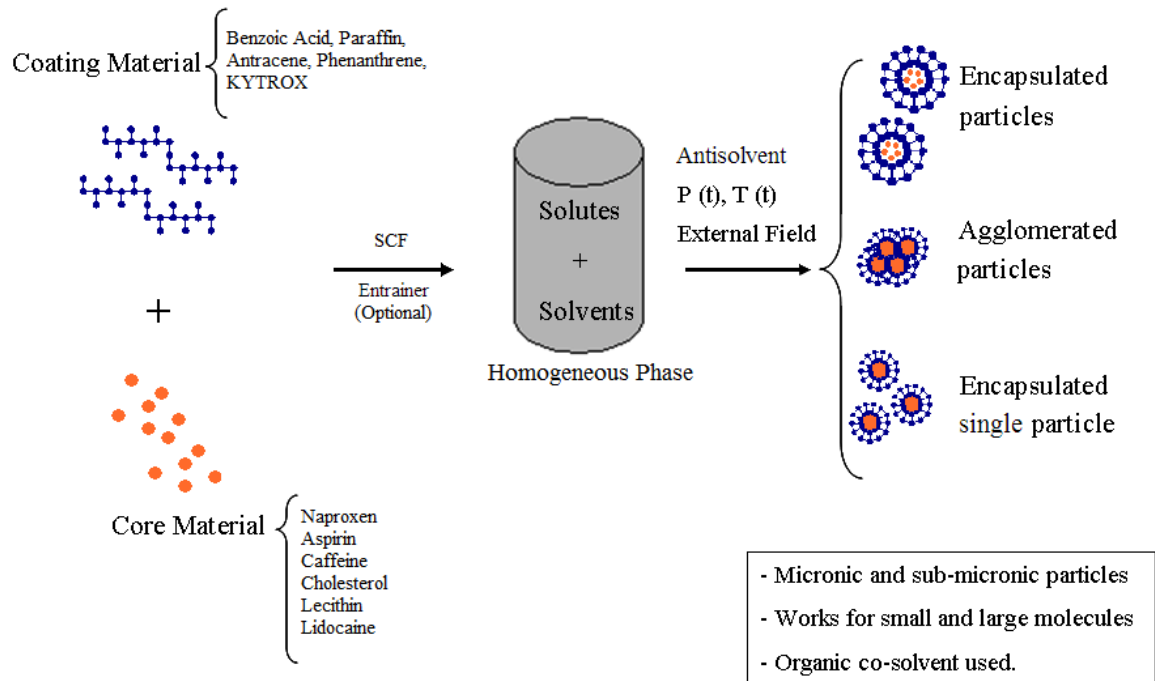 Coating Material
Benzoic Acid, Paraffin,
Antracene, Phenanthrene,
KYTROX
+
Core Material
Naproxen
Aspirin
Caffeine
Cholesterol
Lecithin
Lidocaine
SCF
Entrainer
(Optional)
Solutes
+
Solvents
Homogeneous Phase
Antisolvent
P (t), T (t)
External Field
Encapsulated
particles
Agglomerated
particles
Encapsulated
single particle
- Micronic and sub-micronic particles
- Works for small and large molecules
- Organic co-solvent used.